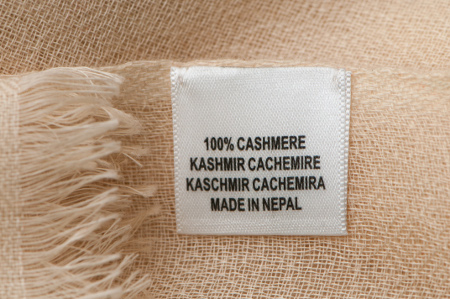 100% CASHMERE
KASHMIR CACHEMIRE
KASCHMIR CACHEMIRA
MADE IN NEPAL